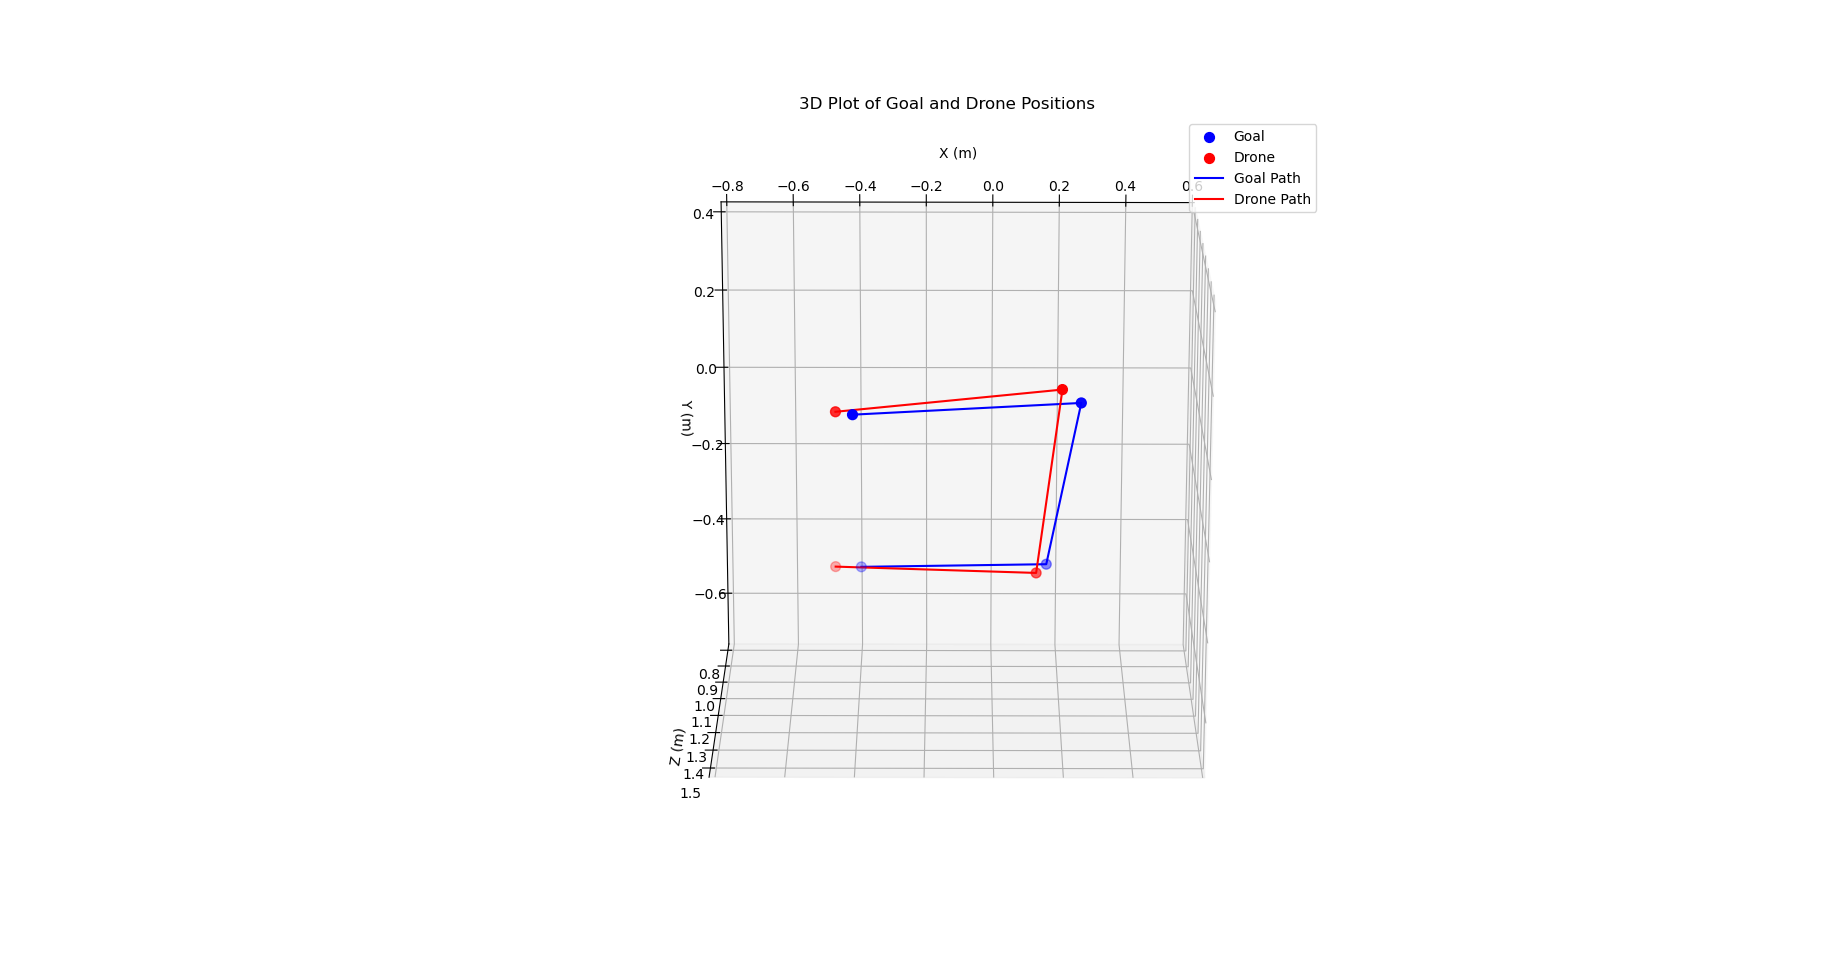 3D Plot of Goal and Drone Positions
Goal
Drone
Goal Path
Drone Path
X (m)
−0.8 −0.6 −0.4 −0.2 0.0 0.2 0.4 0.6
0.4
0.2
0.0
Y (m)
−0.2
−0.4
−0.6
0.8
0.9
1.0
1.1
1.2
Z (m)
1.3
1.4
1.5